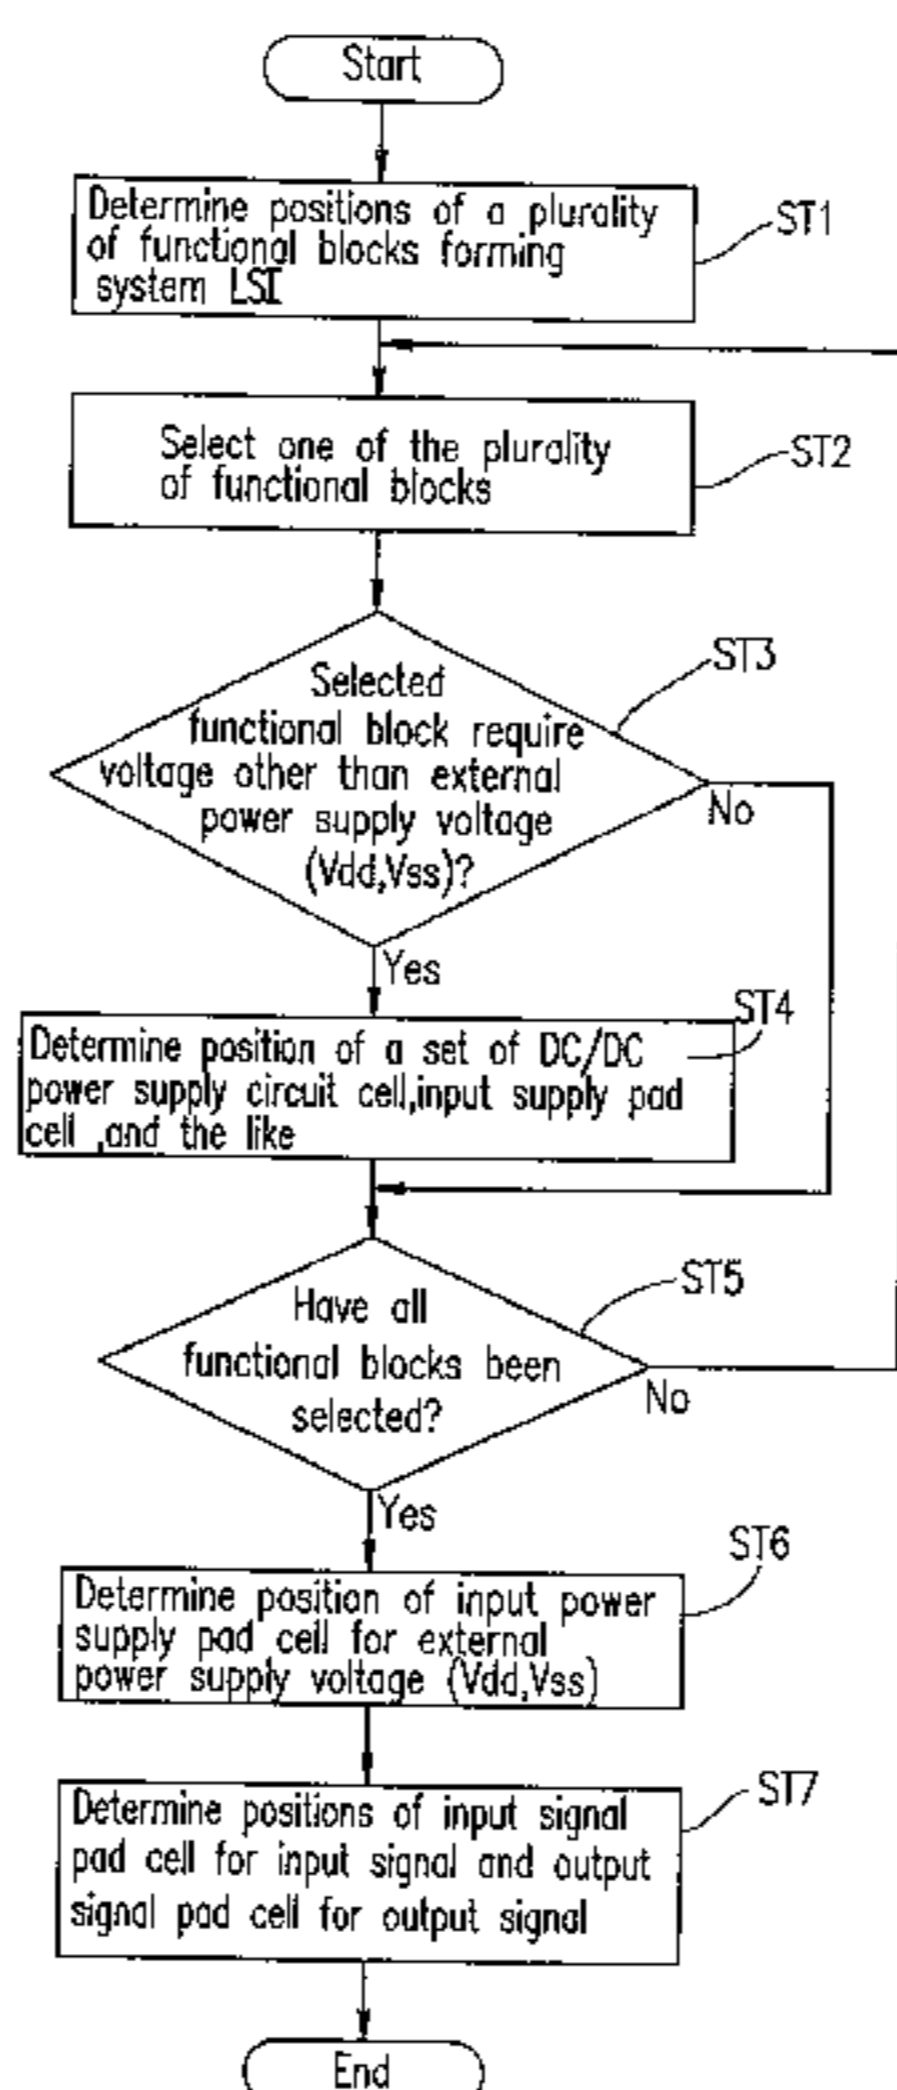 Start
Determine positions of a plurality
of functional blocks forming
system LSI
ST1
Select one of the plurality
of functional blocks
ST2
Selected
functional block require
voltage other than external
power supply voltage
(Vdd,Vss)?
ST3
No
Yes
ST4
Determine position of a set of DC/DC
power supply circuit cell,input supply pad
cell ,and the like
Have all
functional blocks been
selected?
ST5
No
Yes
ST6
Determine position of input power
supply pad cell for external
power supply voltage (Vdd,Vss)
ST7
Determine positions of input signal
pad cell for input signal and output
signal pad cell for output signal
End